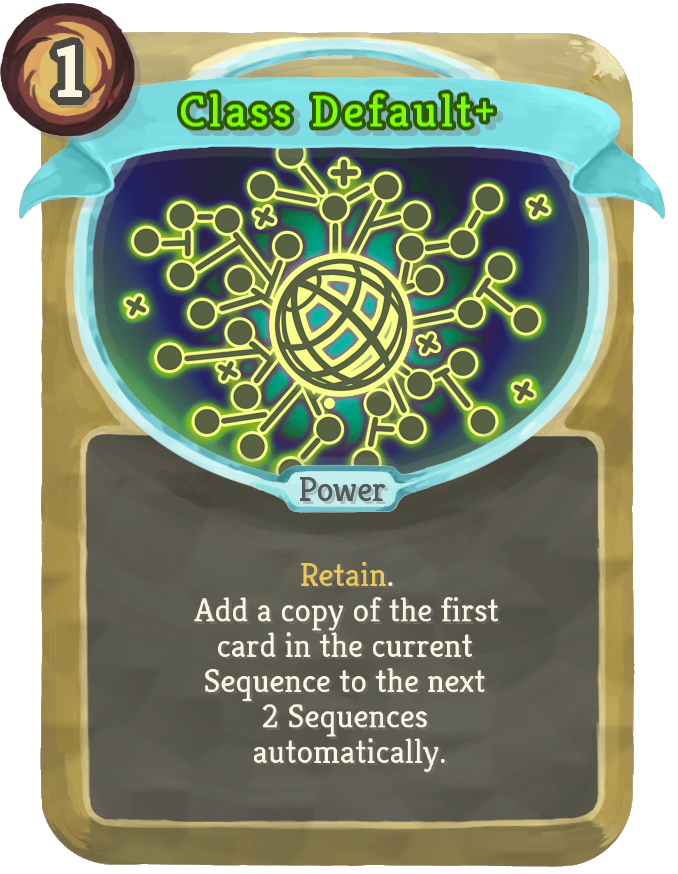 1
Class Default+
Power
Retain.
Add a copy of the first
card in the current
Sequence to the next
2 Sequences
automatically.